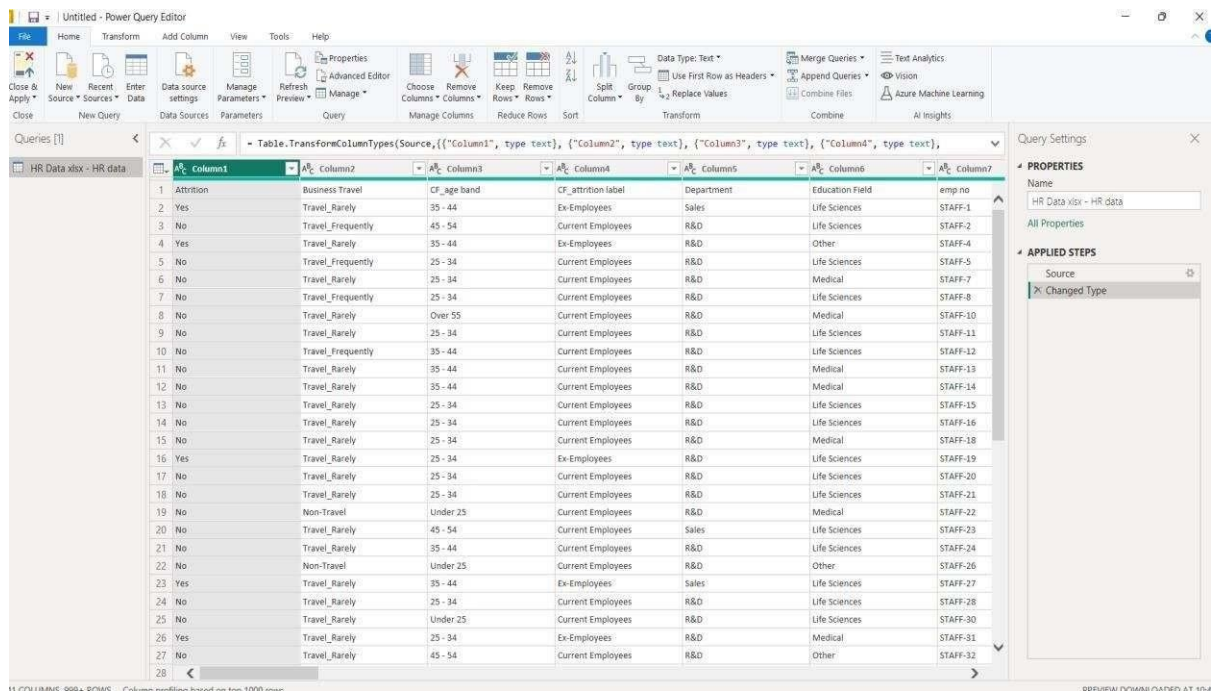 Untitled - Power Query Editor
File Home Transform Add Column View Tools Help
Close & Apply
New Source
Recent Sources
Enter Data
Data source settings
Manage Parameters
Refresh Preview
Properties
Advanced Editor
Manage
Choose Columns
Remove Columns
Keep Rows
Remove Rows
Split Column
Group By
Data Type: Text
Use First Row as Headers
Replace Values
Merge Queries
Append Queries
Combine Files
Text Analytics
Vision
Azure Machine Learning
Close New Query Data Sources Parameters Query Manage Columns Reduce Rows Sort Transform Combine AI Insights
Queries [1]
HR Data xlsx - HR data
fx = Table.TransformColumnTypes(Source,{{"Column1", type text}, {"Column2", type text}, {"Column3", type text}, {"Column4", type text},
Column1 Column2 Column3 Column4 Column5 Column6 Column7
1 Attrition Business Travel CF_age band CF_attrition label Department Education Field emp no
2 Yes Travel_Rarely 35 - 44 Ex-Employees Sales Life Sciences STAFF-1
3 No Travel_Frequently 45 - 54 Current Employees R&D Life Sciences STAFF-2
4 Yes Travel_Rarely 35 - 44 Ex-Employees R&D Other STAFF-4
5 No Travel_Frequently 25 - 34 Current Employees R&D Life Sciences STAFF-5
6 No Travel_Rarely 25 - 34 Current Employees R&D Medical STAFF-7
7 No Travel_Frequently 25 - 34 Current Employees R&D Life Sciences STAFF-8
8 No Travel_Rarely Over 55 Current Employees R&D Medical STAFF-10
9 No Travel_Rarely 25 - 34 Current Employees R&D Life Sciences STAFF-11
10 No Travel_Frequently 35 - 44 Current Employees R&D Life Sciences STAFF-12
11 No Travel_Rarely 35 - 44 Current Employees R&D Medical STAFF-13
12 No Travel_Rarely 35 - 44 Current Employees R&D Medical STAFF-14
13 No Travel_Rarely 25 - 34 Current Employees R&D Life Sciences STAFF-15
14 No Travel_Rarely 25 - 34 Current Employees R&D Life Sciences STAFF-16
15 No Travel_Rarely 25 - 34 Current Employees R&D Medical STAFF-18
16 Yes Travel_Rarely 25 - 34 Ex-Employees R&D Life Sciences STAFF-19
17 No Travel_Rarely 25 - 34 Current Employees R&D Life Sciences STAFF-20
18 No Travel_Rarely 25 - 34 Current Employees R&D Life Sciences STAFF-21
19 No Non-Travel Under 25 Current Employees R&D Medical STAFF-22
20 No Travel_Rarely 45 - 54 Current Employees Sales Life Sciences STAFF-23
21 No Travel_Rarely 35 - 44 Current Employees R&D Life Sciences STAFF-24
22 No Non-Travel Under 25 Current Employees R&D Other STAFF-26
23 Yes Travel_Rarely 35 - 44 Ex-Employees Sales Life Sciences STAFF-27
24 No Travel_Rarely 25 - 34 Current Employees R&D Life Sciences STAFF-28
25 No Travel_Rarely Under 25 Current Employees R&D Life Sciences STAFF-30
26 Yes Travel_Rarely 25 - 34 Ex-Employees R&D Medical STAFF-31
27 No Travel_Rarely 45 - 54 Current Employees R&D Other STAFF-32
28
Query Settings
PROPERTIES
Name
HR Data xlsx - HR data
All Properties
APPLIED STEPS
Source
Changed Type
COLUMNS, 999+ ROWS Column profiling based on top 1000 rows
PREVIEW DOWNLOADED AT